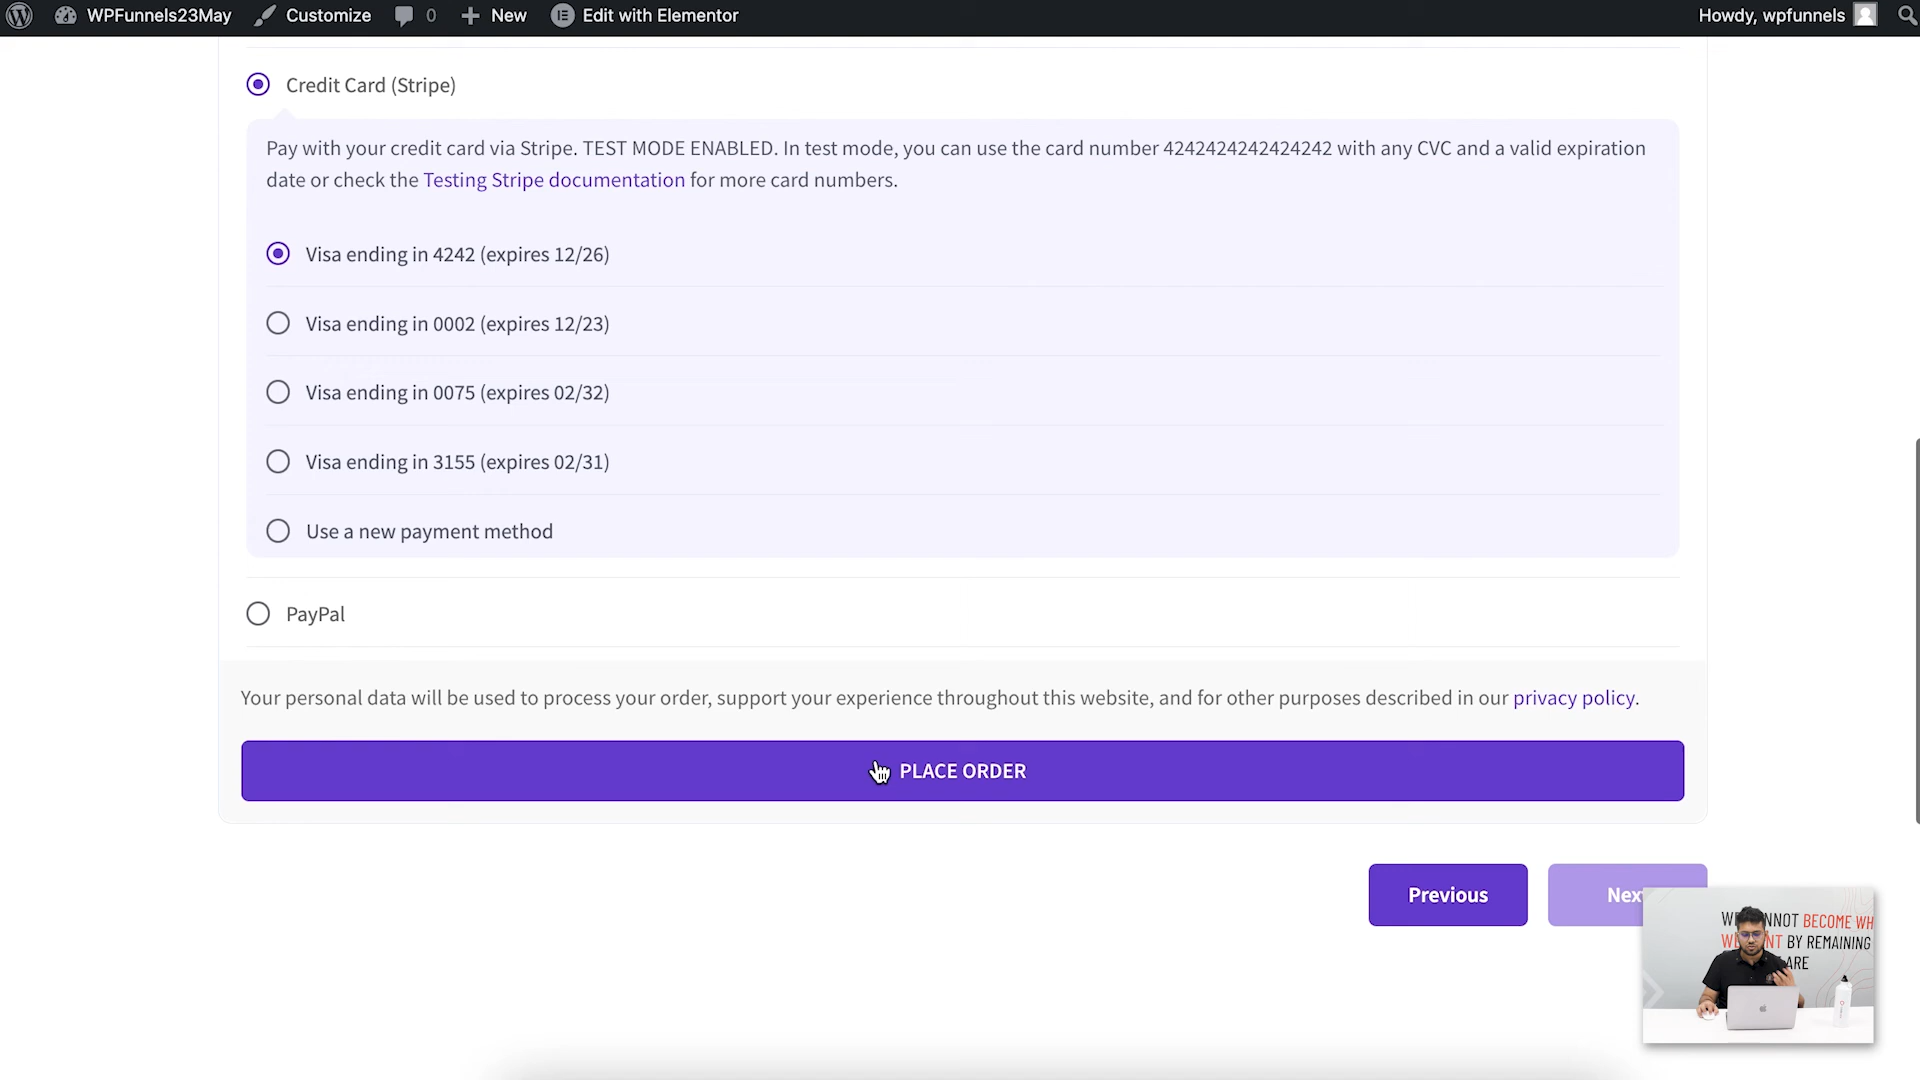 WPFunnels23May Customize 0 New Edit with Elementor Howdy, wpfunnels
Credit Card (Stripe)
Pay with your credit card via Stripe. TEST MODE ENABLED. In test mode, you can use the card number 4242424242424242 with any CVC and a valid expiration
date or check the Testing Stripe documentation for more card numbers.
Visa ending in 4242 (expires 12/26)
Visa ending in 0002 (expires 12/23)
Visa ending in 0075 (expires 02/32)
Visa ending in 3155 (expires 02/31)
Use a new payment method
PayPal
Your personal data will be used to process your order, support your experience throughout this website, and for other purposes described in our privacy policy.
PLACE ORDER
Previous Nex
BECOME WH
BY REMAINING